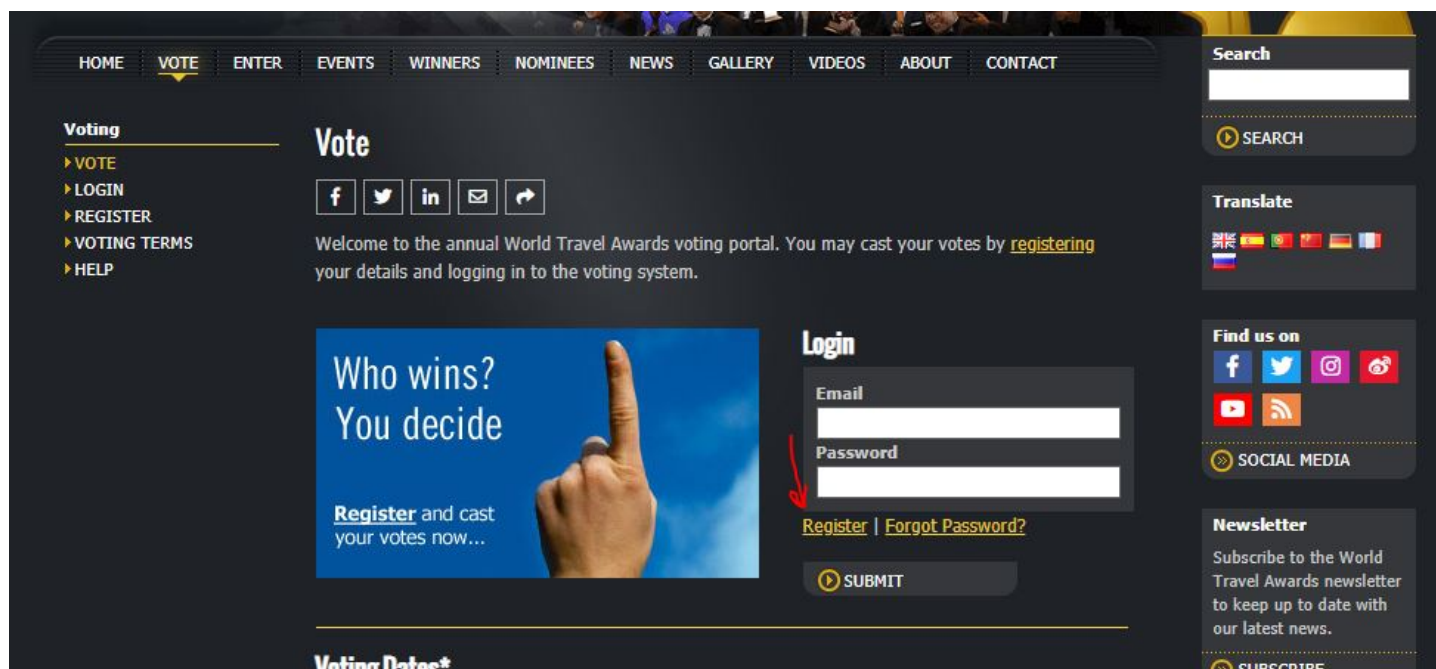 HOME VOTE ENTER EVENTS WINNERS NOMINEES NEWS GALLERY VIDEOS ABOUT CONTACT
Voting
VOTE
LOGIN
REGISTER
VOTING TERMS
HELP
Vote
Welcome to the annual World Travel Awards voting portal. You may cast your votes by registering
your details and logging in to the voting system.
Who wins?
You decide
Register and cast
your votes now...
Login
Email
Password
Register | Forgot Password?
SUBMIT
Voting Dates*
Search
SEARCH
Translate
Find us on
SOCIAL MEDIA
Newsletter
Subscribe to the World
Travel Awards newsletter
to keep up to date with
our latest news.
SUBSCRIBE